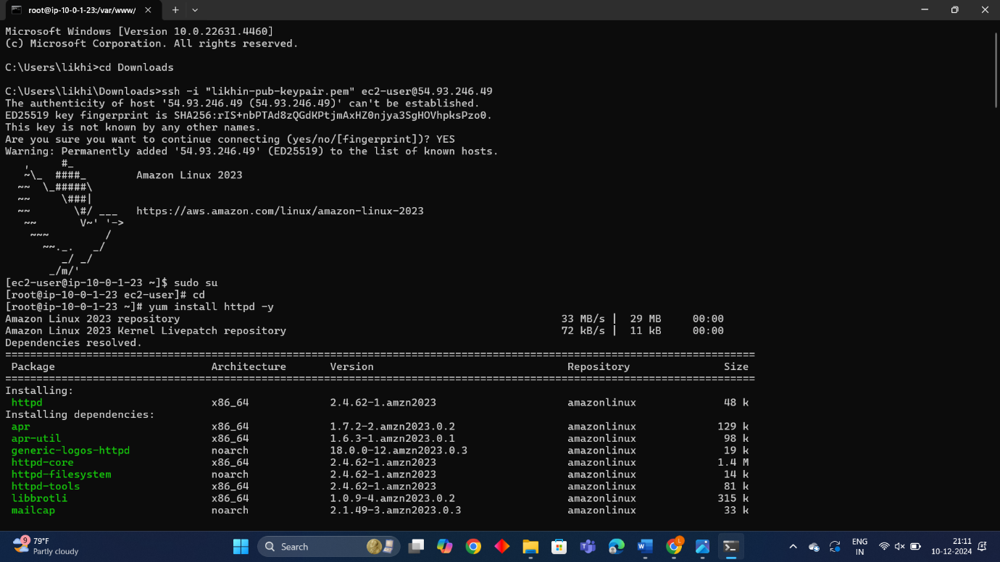 root@ip-10-0-1-23:/var/www/
Microsoft Windows [Version 10.0.22631.4460]
(c) Microsoft Corporation. All rights reserved.
C:\Users\likhi>cd Downloads
C:\Users\likhi\Downloads>ssh -i "likhin-pub-keypair.pem" ec2-user@54.93.246.49
The authenticity of host '54.93.246.49 (54.93.246.49)' can't be established.
ED25519 key fingerprint is SHA256:rIS+nbPTAd8zQGdKPtjmAxHZ0njya3SgHOVhpksPzo0.
This key is not known by any other names.
Are you sure you want to continue connecting (yes/no/[fingerprint])? YES
Warning: Permanently added '54.93.246.49' (ED25519) to the list of known hosts.
   ,     #_
   ~\_  ####_        Amazon Linux 2023
  ~~  \_#####\
  ~~     \###|
  ~~       \#/ ___   https://aws.amazon.com/linux/amazon-linux-2023
   ~~       V~' '->
    ~~~         /
      ~~._.   _/
         _/ _/
       _/m/'
[ec2-user@ip-10-0-1-23 ~]$ sudo su
[root@ip-10-0-1-23 ec2-user]# cd
[root@ip-10-0-1-23 ~]# yum install httpd -y
Amazon Linux 2023 repository 33 MB/s | 29 MB 00:00
Amazon Linux 2023 Kernel Livepatch repository 72 kB/s | 11 kB 00:00
Dependencies resolved.
Package Architecture Version Repository Size
Installing:
httpd x86_64 2.4.62-1.amzn2023 amazonlinux 48 k
Installing dependencies:
apr x86_64 1.7.2-2.amzn2023.0.2 amazonlinux 129 k
apr-util x86_64 1.6.3-1.amzn2023.0.1 amazonlinux 98 k
generic-logos-httpd noarch 18.0.0-12.amzn2023.0.3 amazonlinux 19 k
httpd-core x86_64 2.4.62-1.amzn2023 amazonlinux 1.4 M
httpd-filesystem noarch 2.4.62-1.amzn2023 amazonlinux 14 k
httpd-tools x86_64 2.4.62-1.amzn2023 amazonlinux 81 k
libbrotli x86_64 1.0.9-4.amzn2023.0.2 amazonlinux 315 k
mailcap noarch 2.1.49-3.amzn2023.0.3 amazonlinux 33 k
9
79°F
Partly cloudy
Search
L
ENG
IN
21:11
10-12-2024